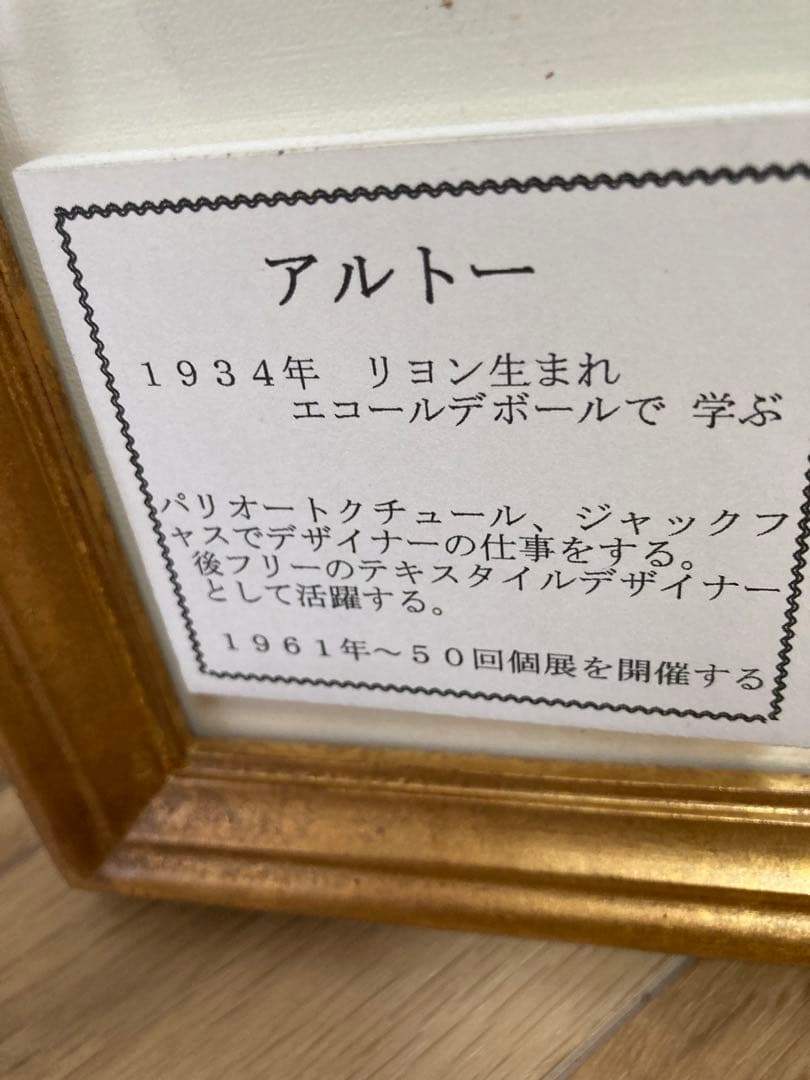 アルトー
１９３４年　リヨン生まれ
エコールデボールで 学ぶ
パリオートクチュール、ジャックフ
ャスでデザイナーの仕事をする。
後フリーのテキスタイルデザイナー
として活躍する。
１９６１年～５０回個展を開催する